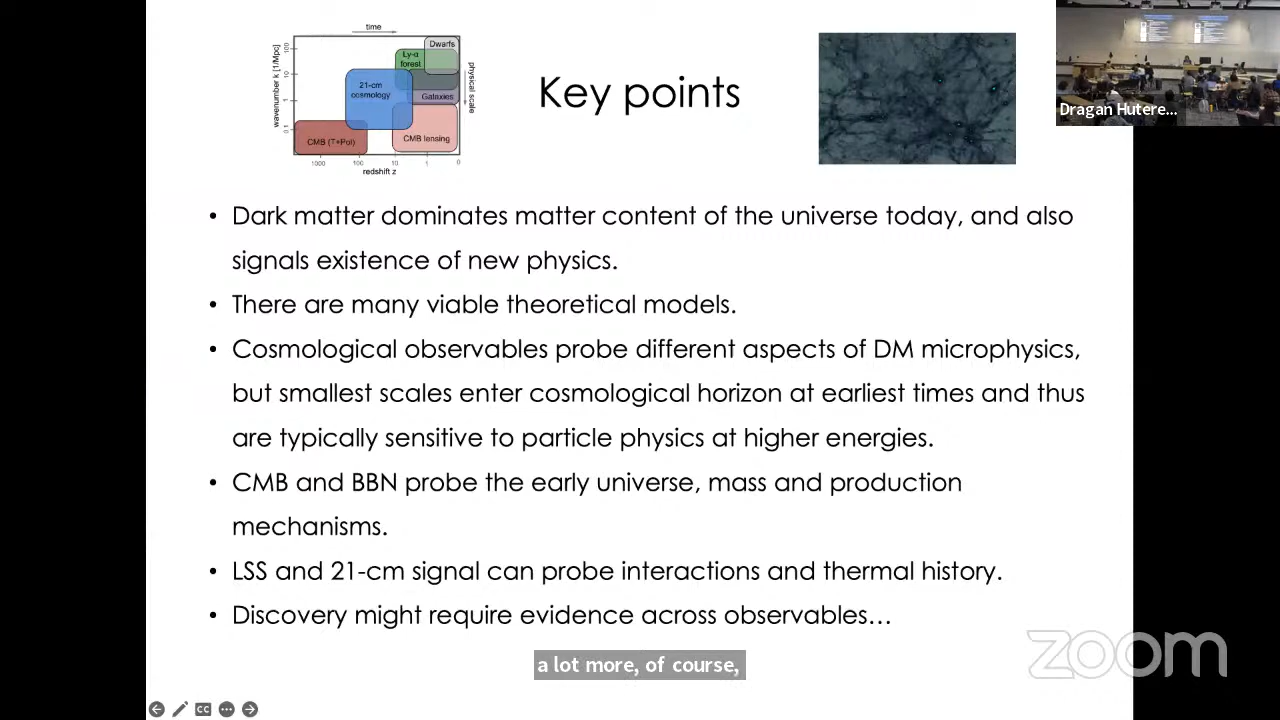 time
Dwarfs
Ly-α
forest
21-cm
cosmology
Galaxies
CMB lensing
CMB (T+Pol)
wavenumber k [1/Mpc]
100
10
1
0.1
physical scale
1000
100
10
1
0
redshift z
Key points
Dragan Hutere...
• Dark matter dominates matter content of the universe today, and also
signals existence of new physics.
• There are many viable theoretical models.
• Cosmological observables probe different aspects of DM microphysics,
but smallest scales enter cosmological horizon at earliest times and thus
are typically sensitive to particle physics at higher energies.
• CMB and BBN probe the early universe, mass and production
mechanisms.
• LSS and 21-cm signal can probe interactions and thermal history.
• Discovery might require evidence across observables…
zoom
a lot more, of course,
CC